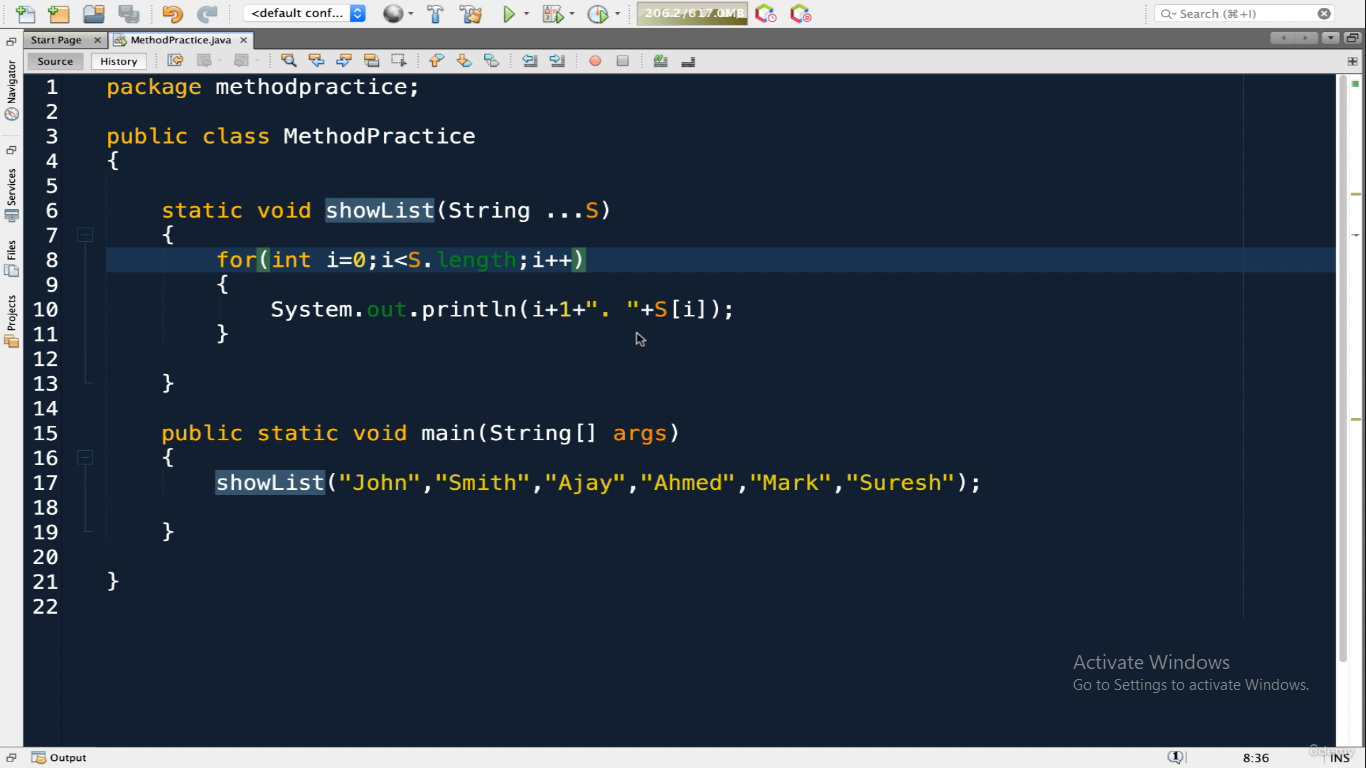 <default conf...
206.2/617.0MB
Search (⌘+I)
Start Page
MethodPractice.java
Source
History
Navigator
Services
Files
Projects
1 package methodpractice;
2
3 public class MethodPractice
4 {
5
6 static void showList(String ...S)
7 {
8 for(int i=0;i<S.length;i++)
9 {
10 System.out.println(i+1+". "+S[i]);
11 }
12
13 }
14
15 public static void main(String[] args)
16 {
17 showList("John","Smith","Ajay","Ahmed","Mark","Suresh");
18
19 }
20
21 }
22
Activate Windows
Go to Settings to activate Windows.
Output
8:36
INS
Udemy